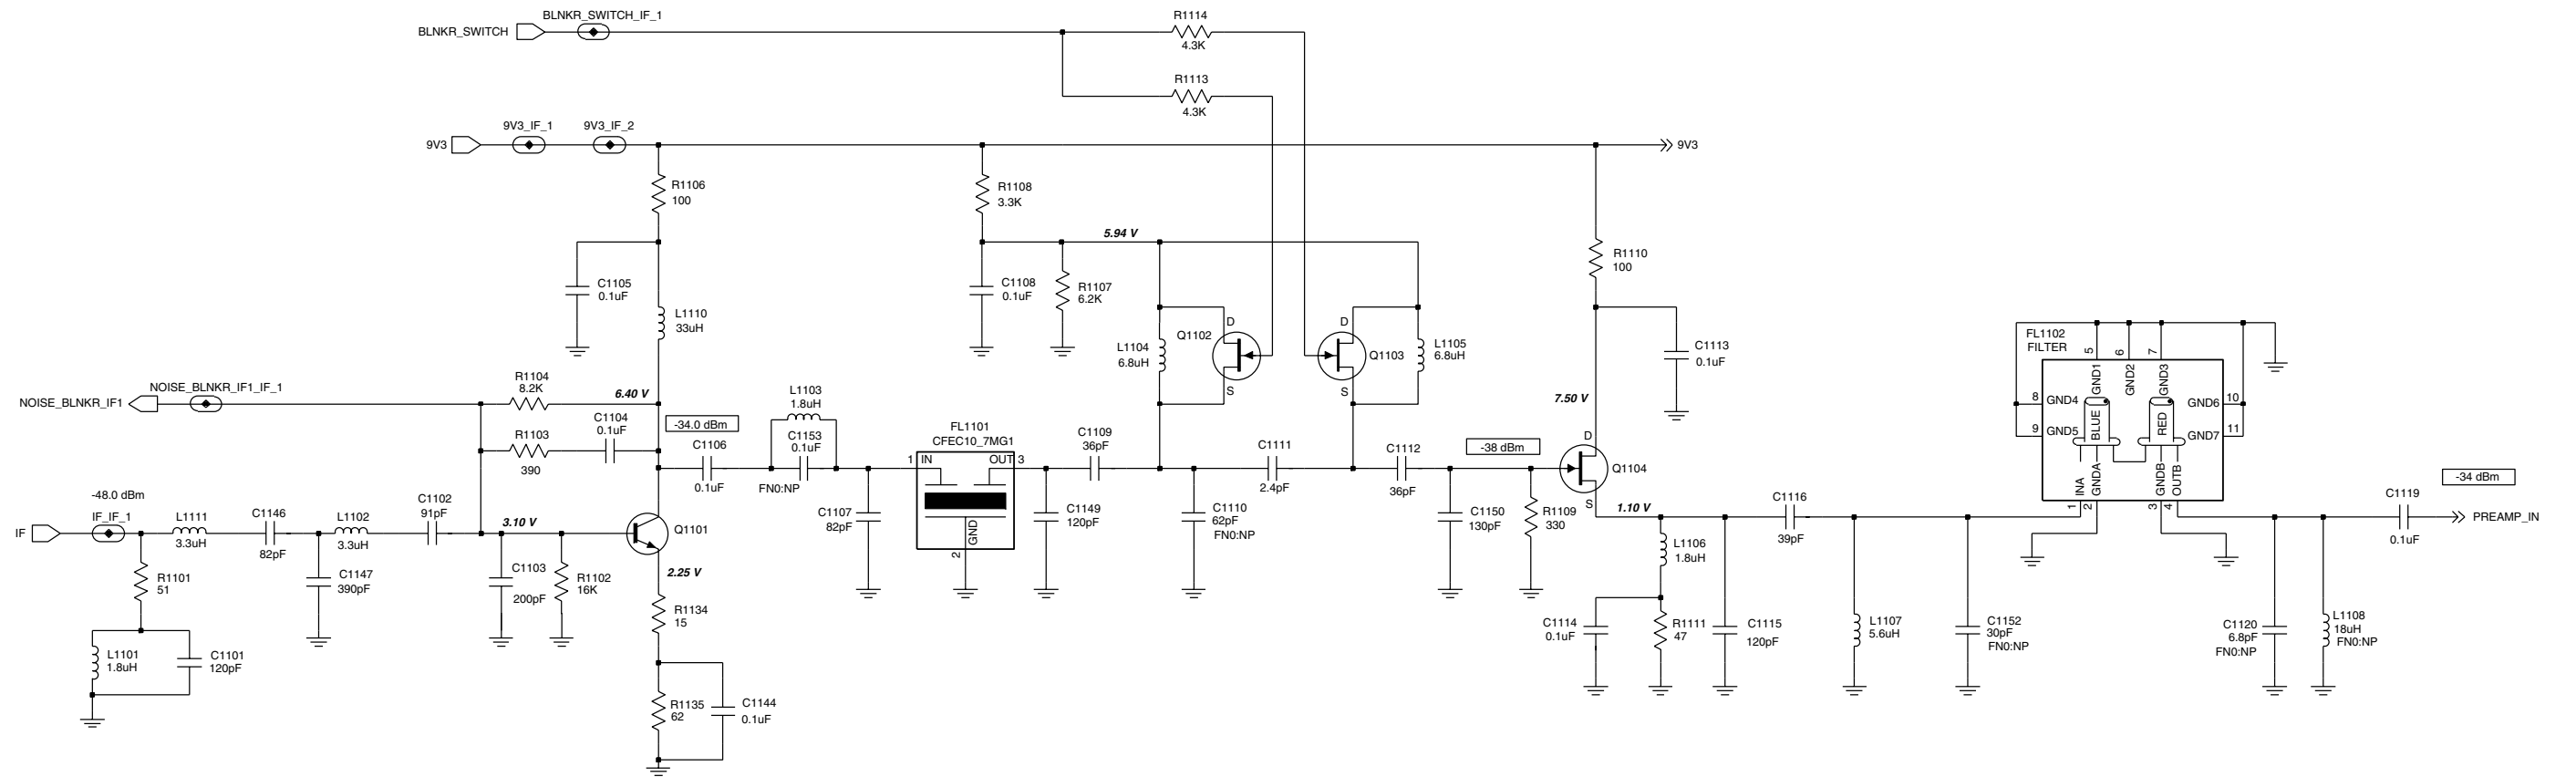 BLNKR_SWITCH
BLNKR_SWITCH_IF_1
R1114
4.3K
R1113
4.3K
9V3
9V3_IF_1
9V3_IF_2
9V3
R1106
100
R1108
3.3K
5.94 V
R1110
100
C1105
0.1uF
L1110
33uH
C1108
0.1uF
R1107
6.2K
L1104
6.8uH
Q1102
D
S
D
S
Q1103
L1105
6.8uH
C1113
0.1uF
NOISE_BLNKR_IF1
NOISE_BLNKR_IF1_IF_1
R1104
8.2K
6.40 V
R1103
390
C1104
0.1uF
-34.0 dBm
C1106
0.1uF
L1103
1.8uH
C1153
0.1uF
FN0:NP
C1107
82pF
FL1101
CFEC10_7MG1
1
IN
OUT
3
GND
2
C1149
120pF
C1109
36pF
C1110
62pF
FN0:NP
C1111
2.4pF
C1112
36pF
C1150
130pF
-38 dBm
R1109
330
7.50 V
D
Q1104
S
1.10 V
IF
-48.0 dBm
IF_IF_1
L1111
3.3uH
C1146
82pF
L1102
3.3uH
C1102
91pF
3.10 V
Q1101
R1101
51
C1147
390pF
C1103
200pF
R1102
16K
2.25 V
R1134
15
L1101
1.8uH
C1101
120pF
R1135
62
C1144
0.1uF
L1106
1.8uH
C1114
0.1uF
R1111
47
C1115
120pF
C1116
39pF
L1107
5.6uH
C1152
30pF
FN0:NP
FL1102
FILTER
5
6
7
GND1
GND2
GND3
8
GND4
9
GND5
GND6
10
GND7
11
BLUE
RED
INA
GNDA
GNDB
OUTB
1
2
3
4
C1120
6.8pF
FN0:NP
L1108
18uH
FN0:NP
C1119
0.1uF
-34 dBm
PREAMP_IN